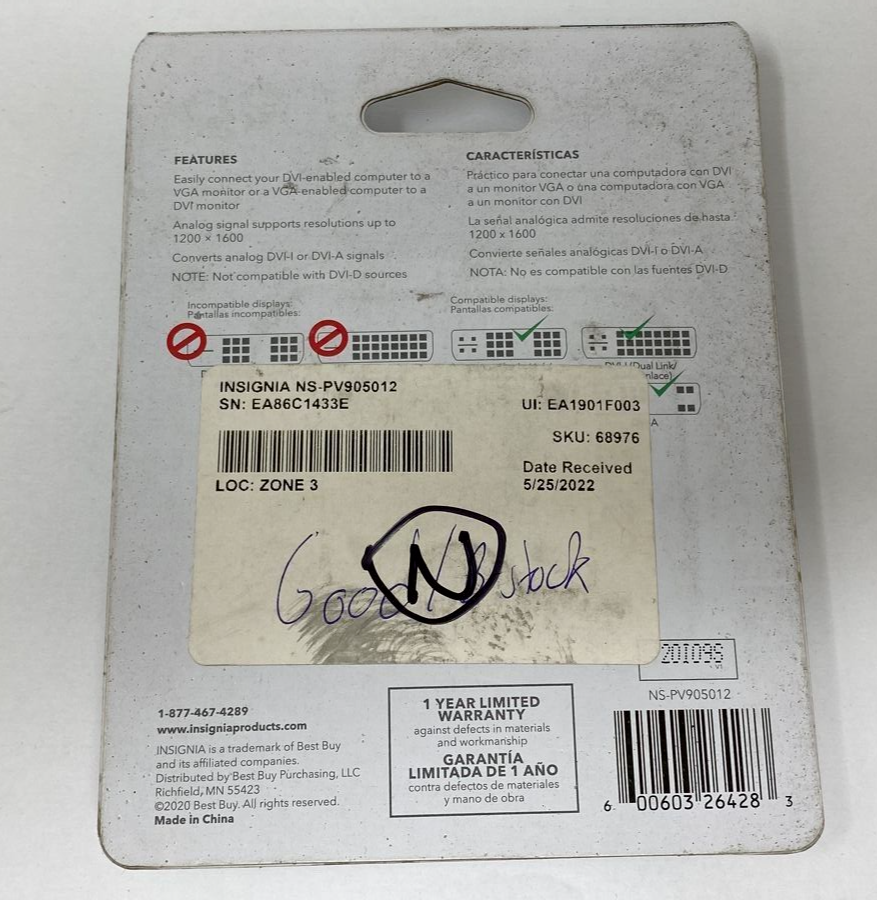 FEATURES
Easily connect your DVI-enabled computer to a
VGA monitor or a VGA-enabled computer to a
DVI monitor
Analog signal supports resolutions up to
1200 × 1600
Converts analog DVI-I or DVI-A signals
NOTE: Not compatible with DVI-D sources
CARACTERÍSTICAS
Práctico para conectar una computadora con DVI
a un monitor VGA o una computadora con VGA
a un monitor con DVI
La señal analógica admite resoluciones de hasta
1200 x 1600
Convierte señales analógicas DVI-I o DVI-A
NOTA: No es compatible con las fuentes DVI-D
Incompatible displays:
Pantallas incompatibles:
Compatible displays:
Pantallas compatibles:
(Dual Link/
nlace)
A
INSIGNIA NS-PV905012
SN: EA86C1433E
UI: EA1901F003
SKU: 68976
Date Received
5/25/2022
LOC: ZONE 3
Good/B stock
N
201095
V1
NS-PV905012
6 00603 26428 3
1-877-467-4289
www.insigniaproducts.com
INSIGNIA is a trademark of Best Buy
and its affiliated companies.
Distributed by Best Buy Purchasing, LLC
Richfield, MN 55423
©2020 Best Buy. All rights reserved.
Made in China
1 YEAR LIMITED
WARRANTY
against defects in materials
and workmanship
GARANTÍA
LIMITADA DE 1 AÑO
contra defectos de materiales
y mano de obra